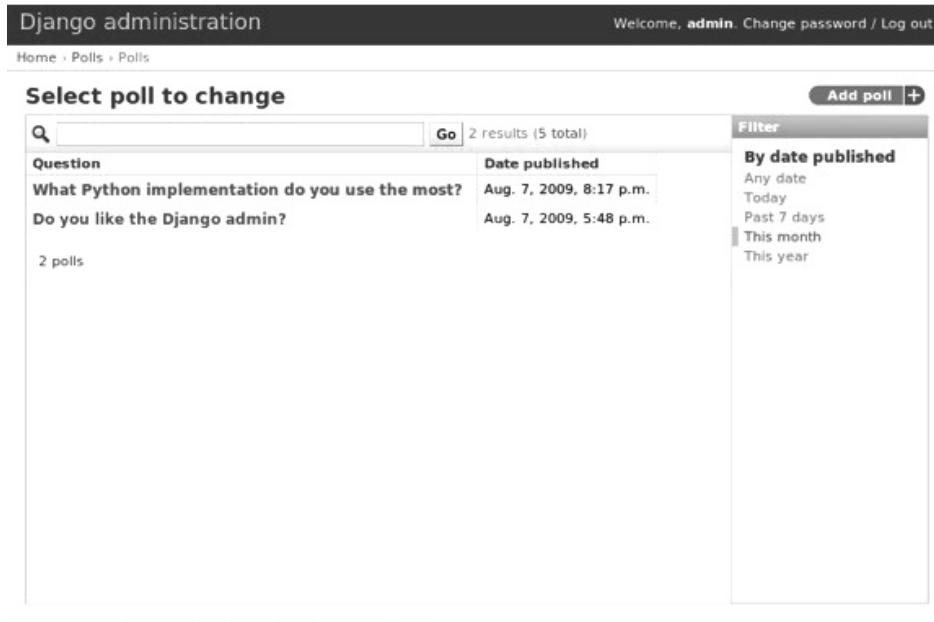 Django administration
Welcome, admin. Change password / Log out
Home › Polls › Polls
Select poll to change
Add poll +
Go 2 results (5 total)
Question Date published
What Python implementation do you use the most? Aug. 7, 2009, 8:17 p.m.
Do you like the Django admin? Aug. 7, 2009, 5:48 p.m.
2 polls
Filter
By date published
Any date
Today
Past 7 days
This month
This year